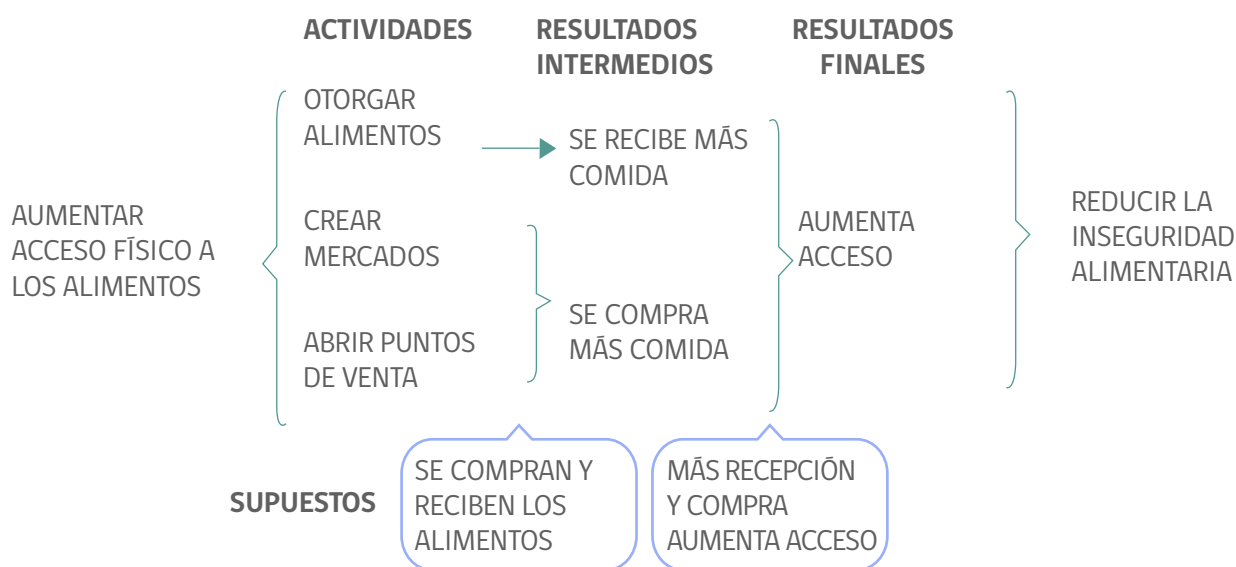 ACTIVIDADES
RESULTADOS
INTERMEDIOS
RESULTADOS
FINALES
AUMENTAR
ACCESO FÍSICO A
LOS ALIMENTOS
OTORGAR
ALIMENTOS
CREAR
MERCADOS
ABRIR PUNTOS
DE VENTA
SE RECIBE MÁS
COMIDA
SE COMPRA
MÁS COMIDA
AUMENTA
ACCESO
REDUCIR LA
INSEGURIDAD
ALIMENTARIA
SUPUESTOS
SE COMPRAN Y
RECIBEN LOS
ALIMENTOS
MÁS RECEPCIÓN
Y COMPRA
AUMENTA ACCESO